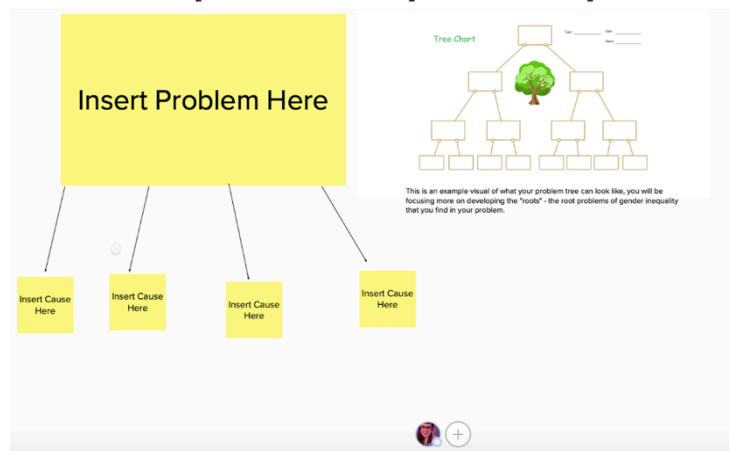 Insert Problem Here
Tree Chart
This is an example visual of what your problem tree can look like, you will be
focusing more on developing the "roots" - the root problems of gender inequality
that you find in your problem.
Insert Cause
Here
Insert Cause
Here
Insert Cause
Here
Insert Cause
Here